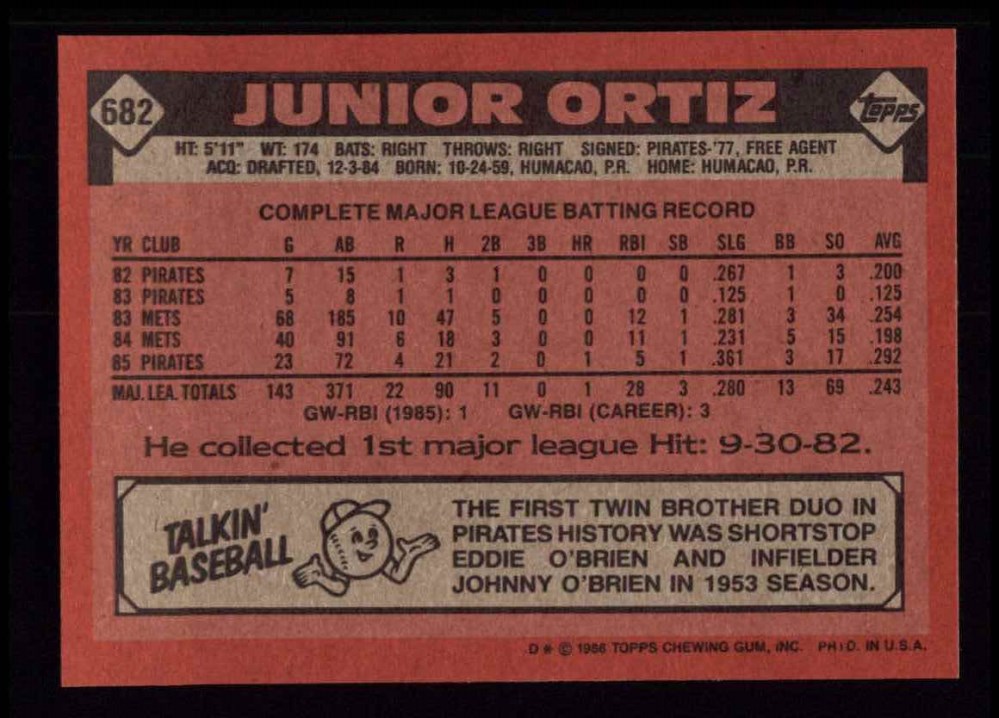 682 JUNIOR ORTIZ Topps
HT: 5'11" WT: 174 BATS: RIGHT THROWS: RIGHT SIGNED: PIRATES-'77, FREE AGENT
ACQ: DRAFTED, 12-3-84 BORN: 10-24-59, HUMACAO, P.R. HOME: HUMACAO, P.R.
COMPLETE MAJOR LEAGUE BATTING RECORD
YR CLUB G AB R H 2B 3B HR RBI SB SLG BB SO AVG
82 PIRATES 7 15 1 3 1 0 0 0 0 .267 1 3 .200
83 PIRATES 5 8 1 1 0 0 0 0 0 .125 1 0 .125
83 METS 68 185 10 47 5 0 0 12 1 .281 3 34 .254
84 METS 40 91 6 18 3 0 0 11 1 .231 5 15 .198
85 PIRATES 23 72 4 21 2 0 1 5 1 .361 3 17 .292
MAJ. LEA. TOTALS 143 371 22 90 11 0 1 28 3 .280 13 69 .243
GW-RBI (1985): 1 GW-RBI (CAREER): 3
He collected 1st major league Hit: 9-30-82.
TALKIN'
BASEBALL
THE FIRST TWIN BROTHER DUO IN
PIRATES HISTORY WAS SHORTSTOP
EDDIE O'BRIEN AND INFIELDER
JOHNNY O'BRIEN IN 1953 SEASON.
D * © 1986 TOPPS CHEWING GUM, INC. PRTD. IN U.S.A.